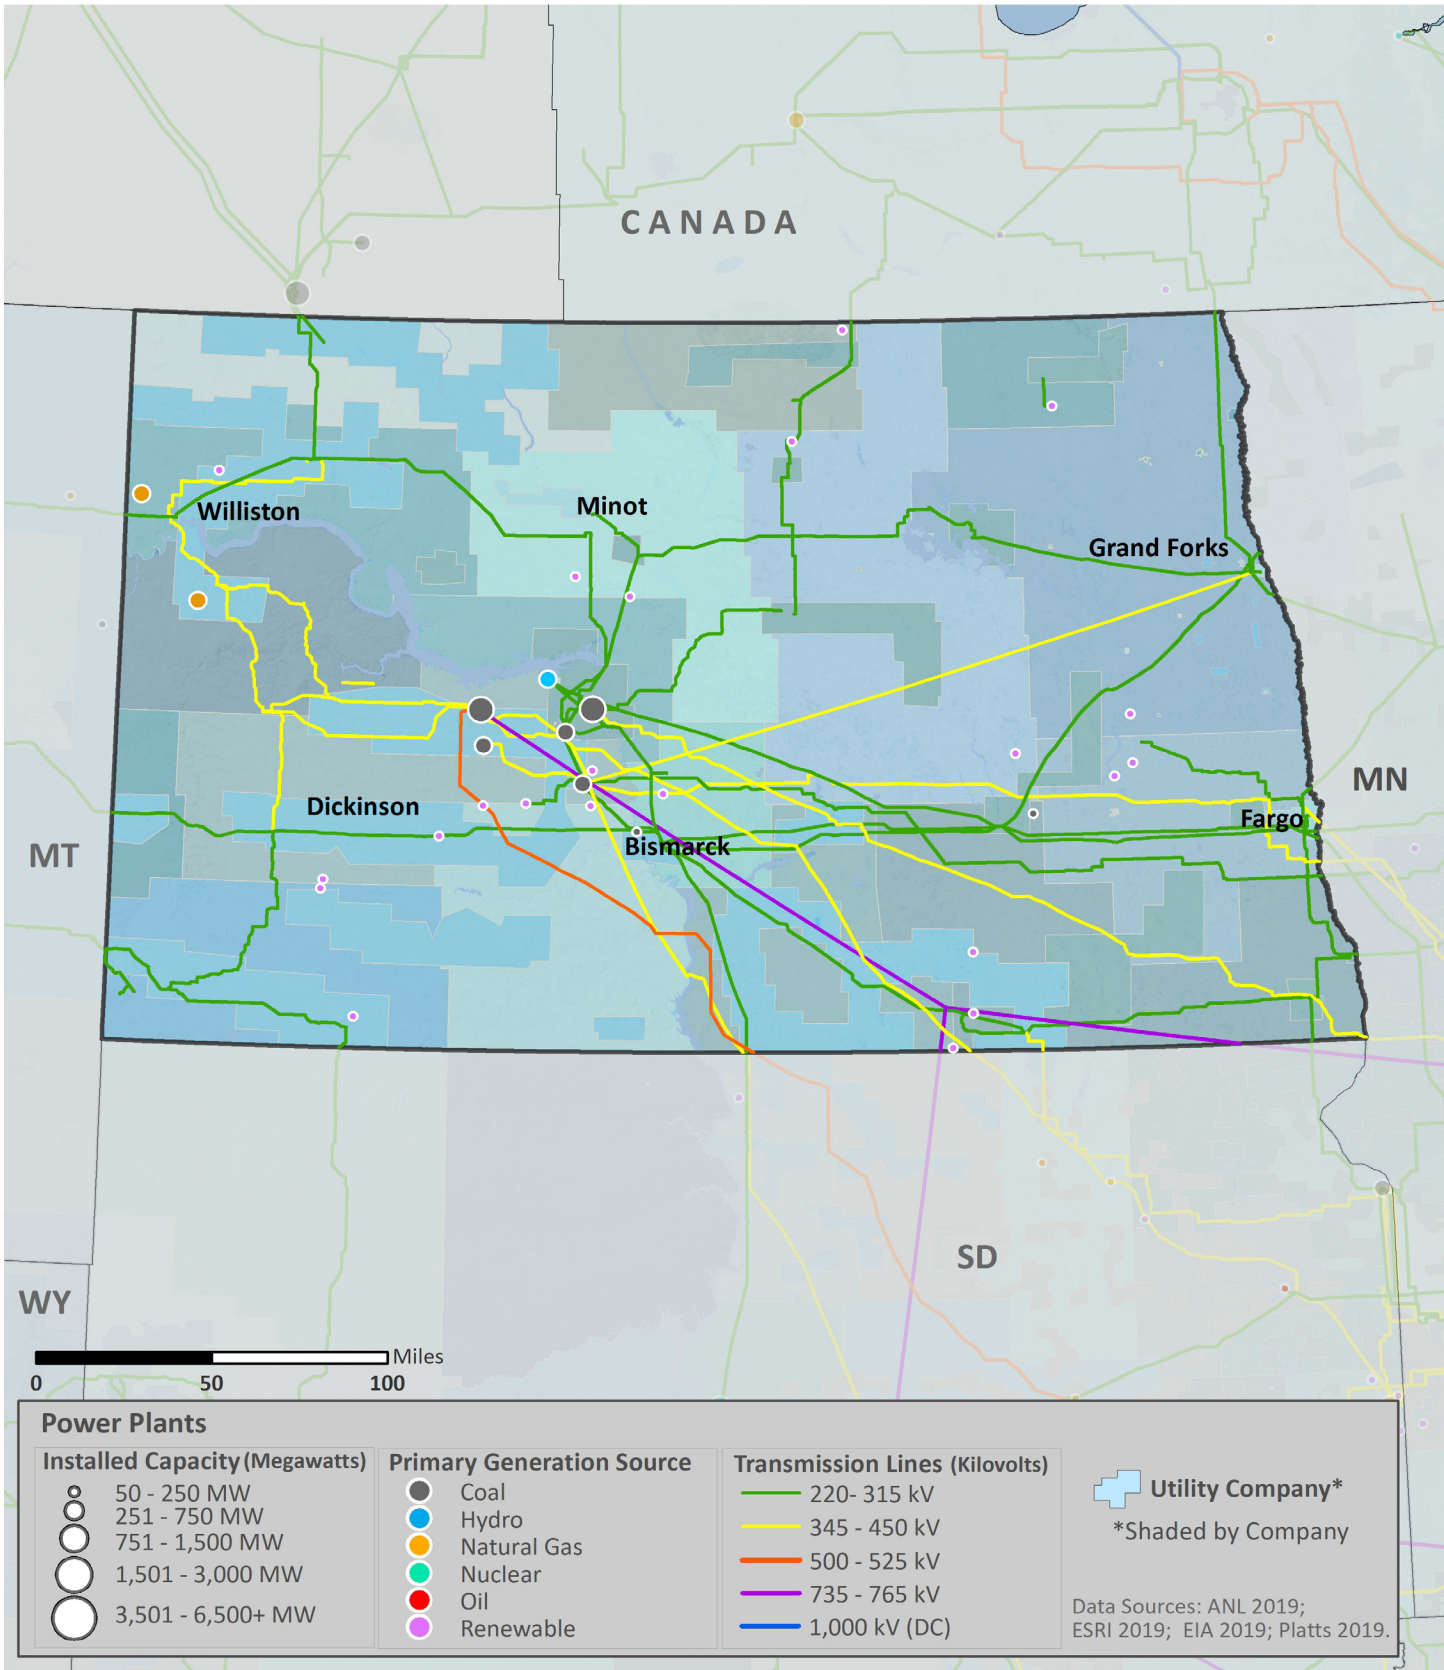 CANADA
Williston
Minot
Grand Forks
Dickinson
Bismarck
Fargo
MN
MT
SD
WY
Miles
0 50 100
Power Plants
Installed Capacity (Megawatts)
50 - 250 MW
251 - 750 MW
751 - 1,500 MW
1,501 - 3,000 MW
3,501 - 6,500+ MW
Primary Generation Source
Coal
Hydro
Natural Gas
Nuclear
Oil
Renewable
Transmission Lines (Kilovolts)
220- 315 kV
345 - 450 kV
500 - 525 kV
735 - 765 kV
1,000 kV (DC)
Utility Company*
*Shaded by Company
Data Sources: ANL 2019;
ESRI 2019; EIA 2019; Platts 2019.